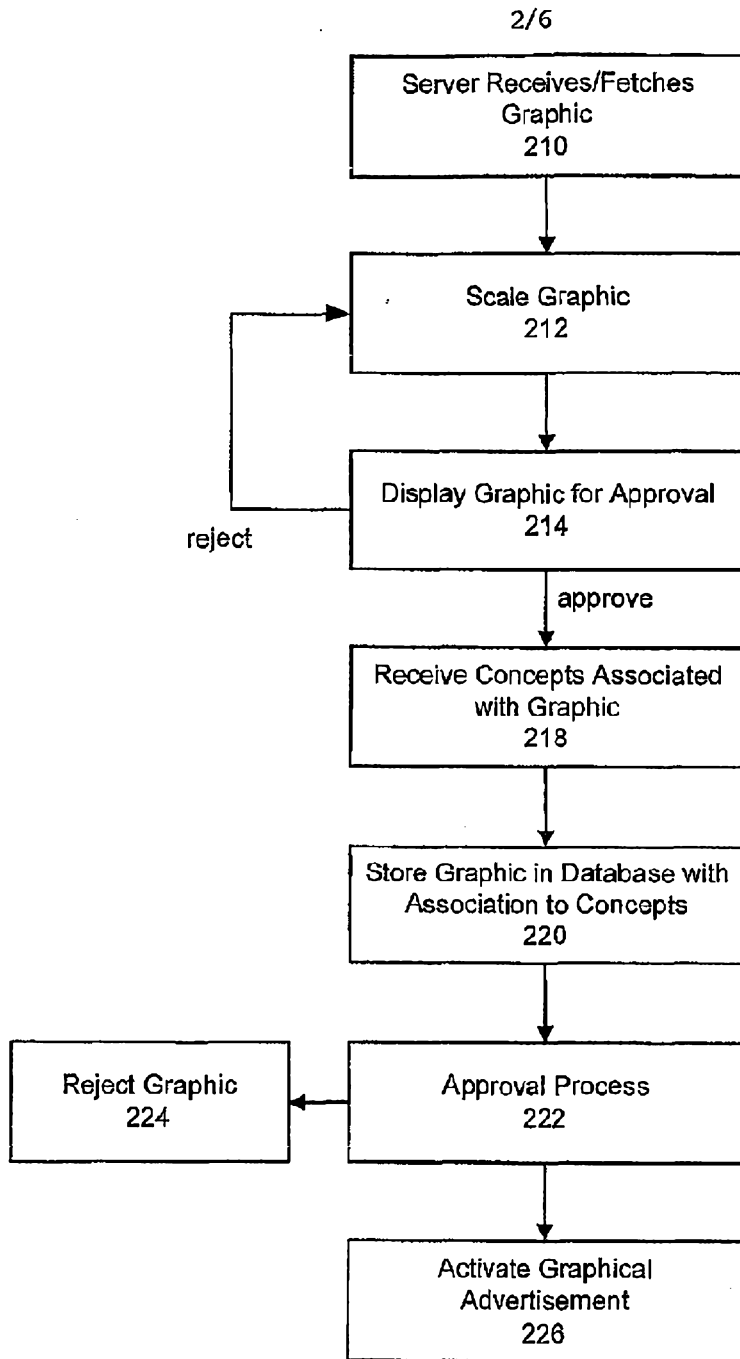 2/6
Server Receives/Fetches
Graphic
210
Scale Graphic
212
Display Graphic for Approval
214
reject
approve
Receive Concepts Associated
with Graphic
218
Store Graphic in Database with
Association to Concepts
220
Reject Graphic
224
Approval Process
222
Activate Graphical
Advertisement
226